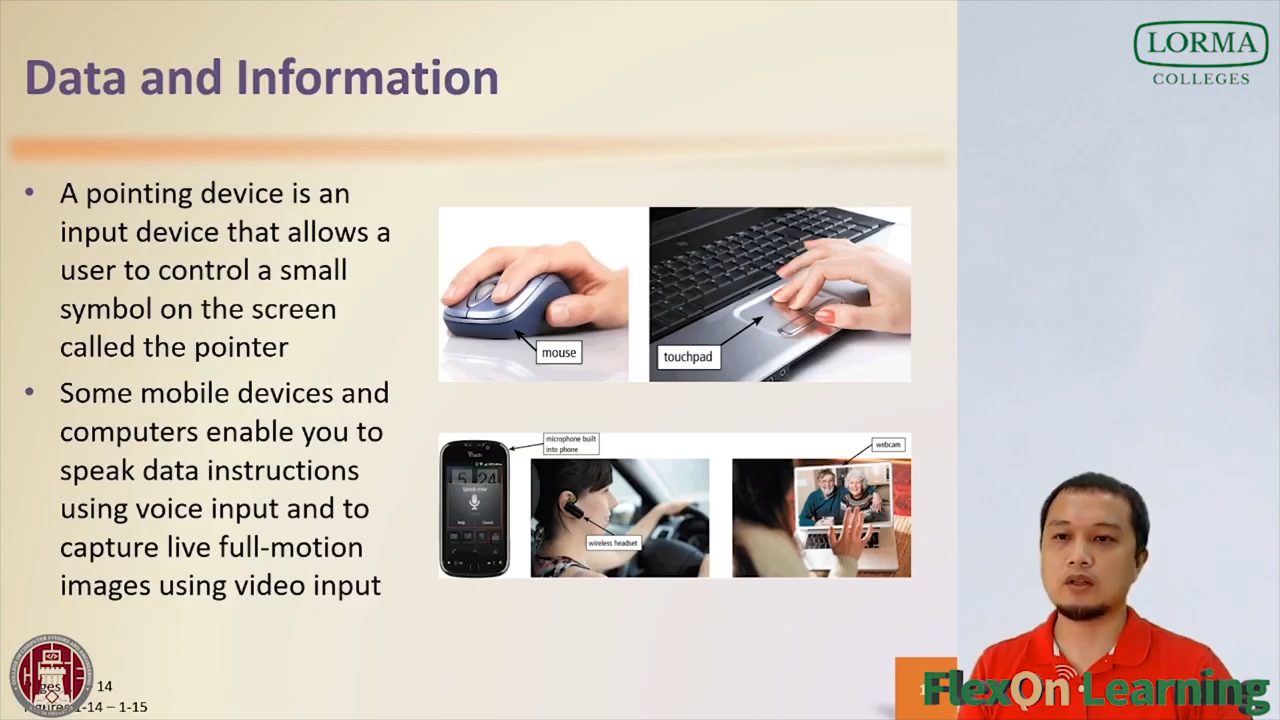 LORMA
COLLEGES
Data and Information
• A pointing device is an
input device that allows a
user to control a small
symbol on the screen
called the pointer
• Some mobile devices and
computers enable you to
speak data instructions
using voice input and to
capture live full-motion
images using video input
mouse
touchpad
microphone built
into phone
wireless headset
webcam
14
1-14 – 1-15
FlexOn Learning